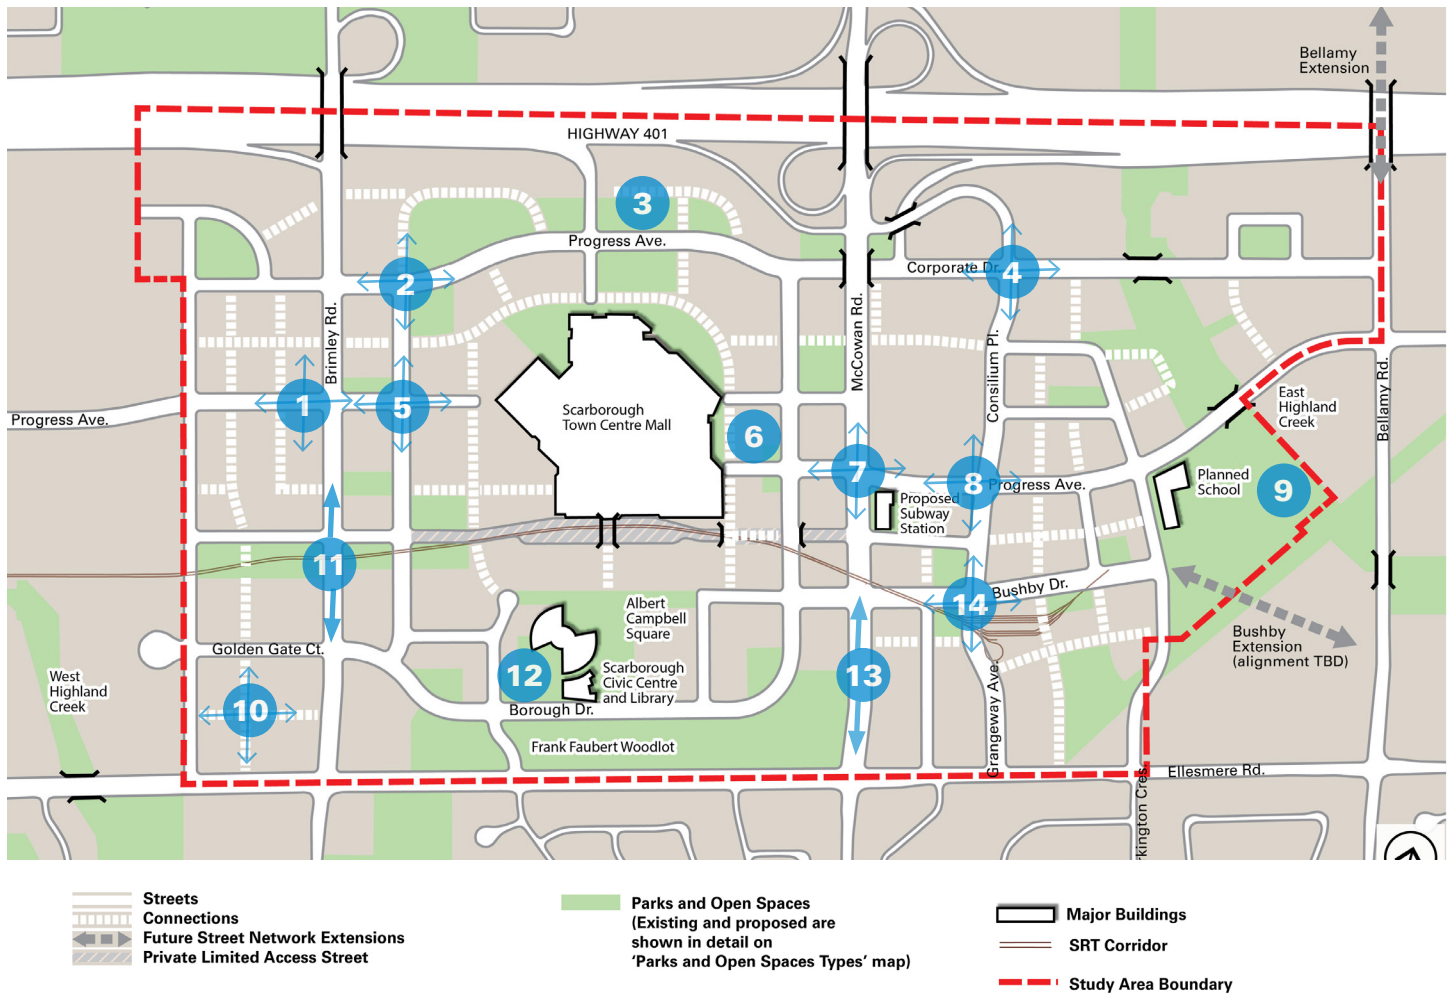 Bellamy
Extension
HIGHWAY 401
3
Progress Ave.
2
Corporate Dr.
4
Brimley Rd.
McCowan Rd.
Consilium Pl.
Bellamy Rd.
1
5
Progress Ave.
Scarborough
Town Centre Mall
6
East
Highland
Creek
7
8
Progress Ave.
Proposed
Subway
Station
Planned
School
9
11
14
Bushby Dr.
Albert
Campbell
Square
Golden Gate Ct.
12
Scarborough
Civic Centre
and Library
13
Bushby
Extension
(alignment TBD)
West
Highland
Creek
10
Borough Dr.
Grangeway Ave.
Frank Faubert Woodlot
Ellesmere Rd.
rkington Cres.
Streets
Connections
Future Street Network Extensions
Private Limited Access Street
Parks and Open Spaces
(Existing and proposed are
shown in detail on
‘Parks and Open Spaces Types’ map)
Major Buildings
SRT Corridor
Study Area Boundary